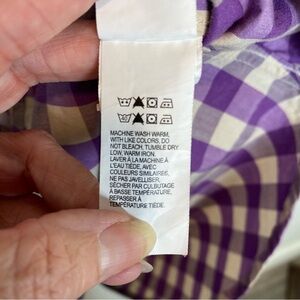 MACHINE WASH WARM,
WITH LIKE COLORS, DO
NOT BLEACH, TUMBLE DRY
LOW, WARM IRON.
LAVER À LA MACHINE À
L'EAU TIÈDE, AVEC
COULEURS SIMILAIRES,
NE PAS JAVELLISER,
SÉCHER PAR CULBUTAGE
À BASSE TEMPÉRATURE,
REPASSER À
TEMPÉRATURE TIÈDE.